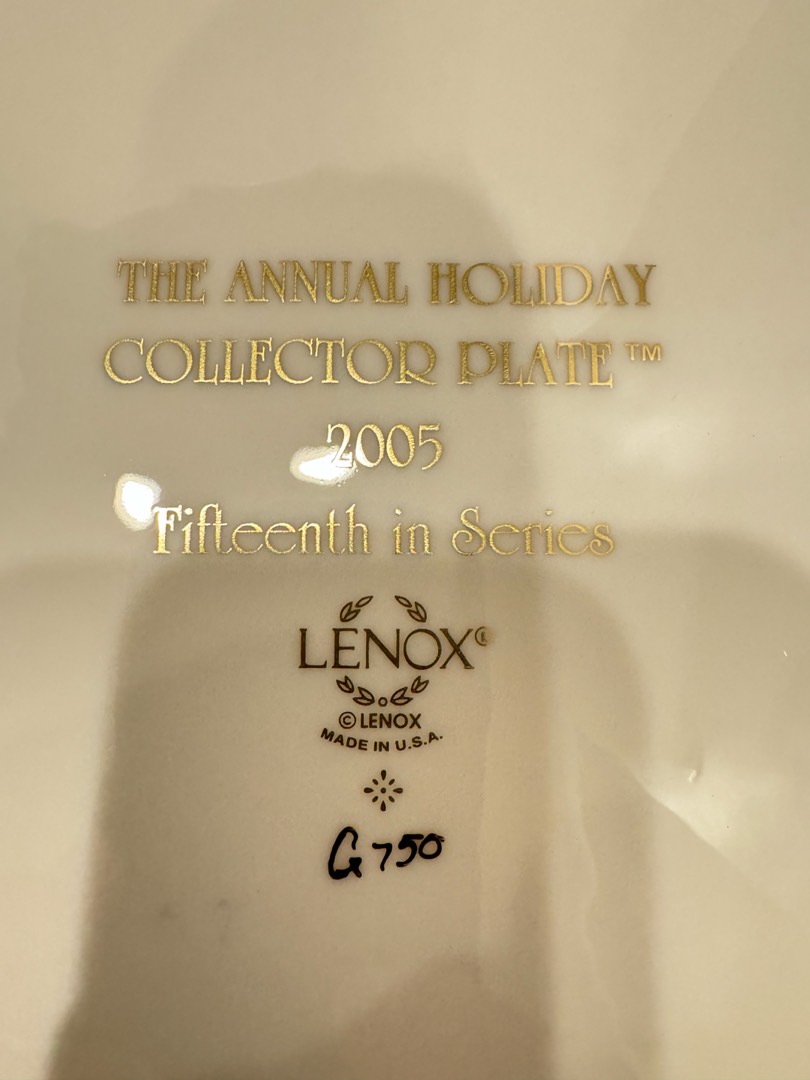 THE ANNUAL HOLIDAY
COLLECTOR PLATE™
2005
Fifteenth in Series
LENOX®
©LENOX
MADE IN U.S.A.
G750